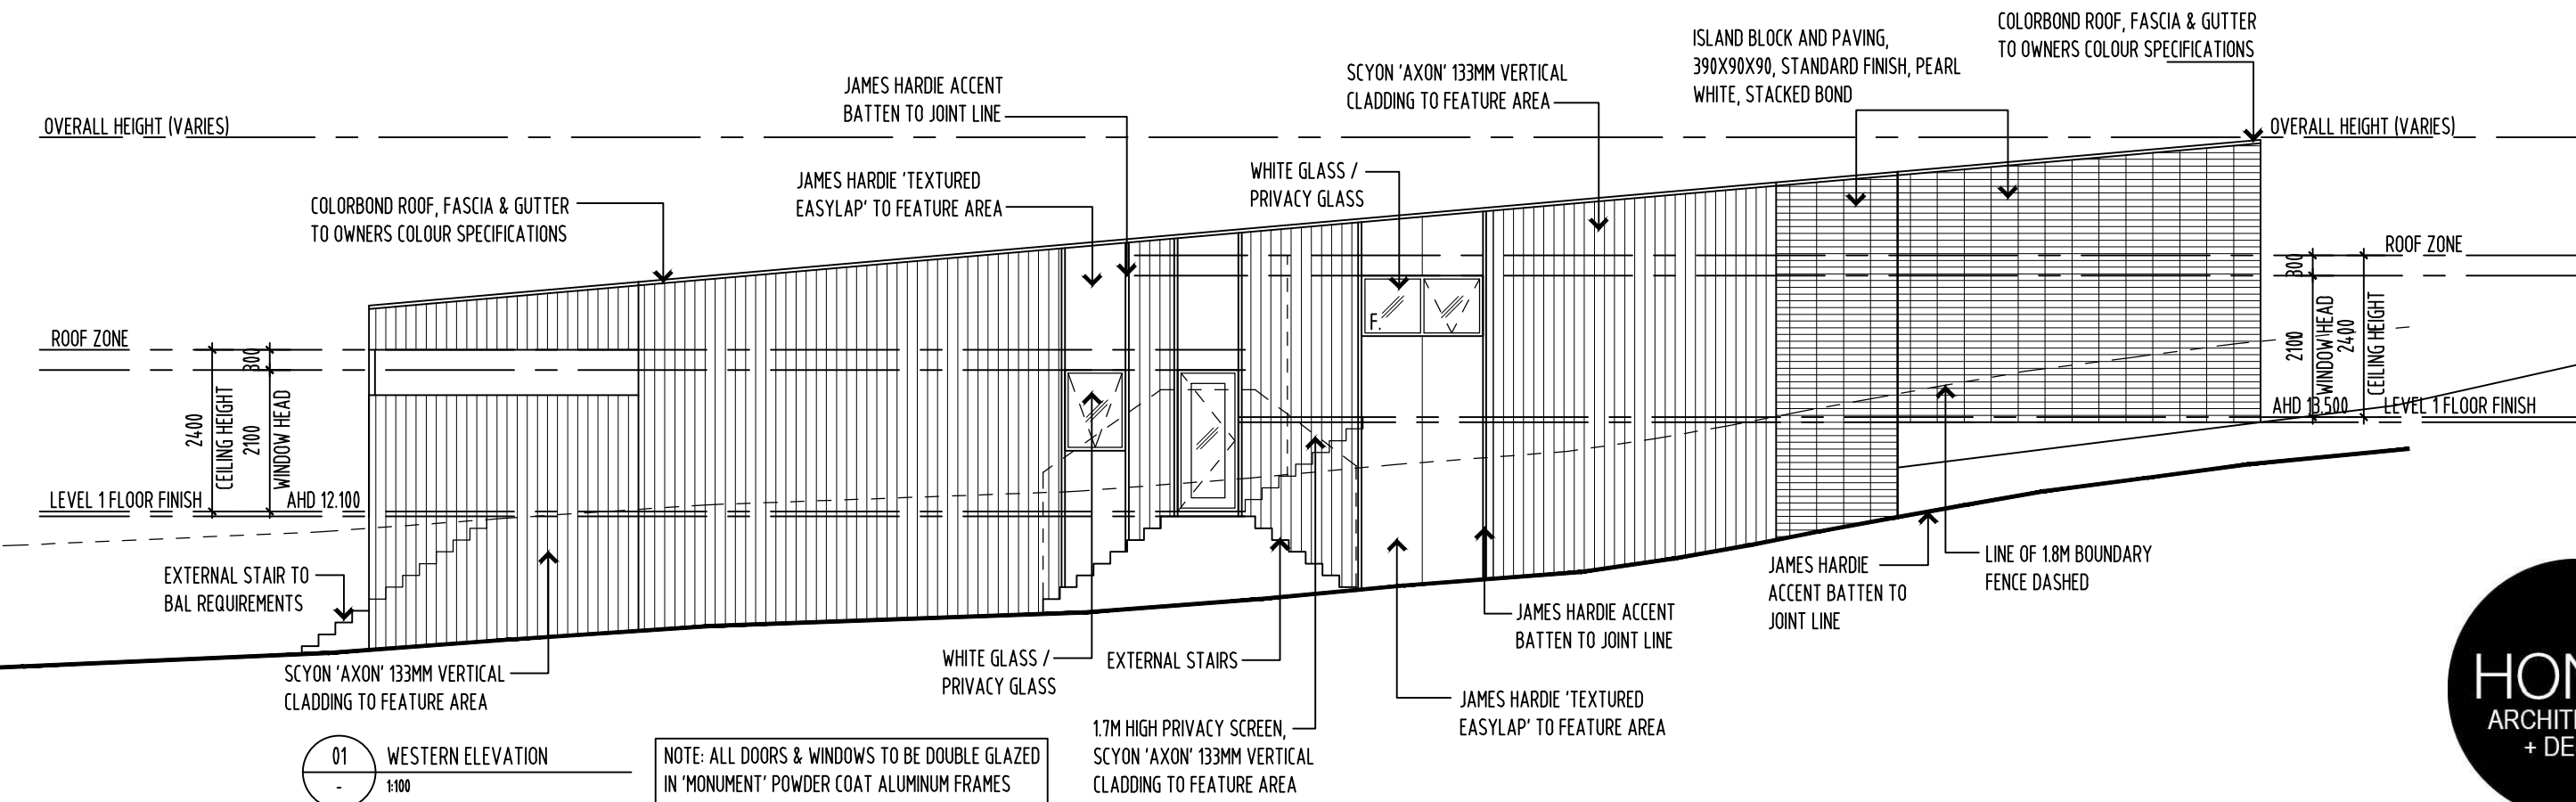 COLORBOND ROOF, FASCIA & GUTTER
TO OWNERS COLOUR SPECIFICATIONS
ISLAND BLOCK AND PAVING,
390X90X90, STANDARD FINISH, PEARL
WHITE, STACKED BOND
SCYON 'AXON' 133MM VERTICAL
CLADDING TO FEATURE AREA
JAMES HARDIE ACCENT
BATTEN TO JOINT LINE
OVERALL HEIGHT (VARIES)
OVERALL HEIGHT (VARIES)
WHITE GLASS /
PRIVACY GLASS
JAMES HARDIE 'TEXTURED
EASYLAP' TO FEATURE AREA
COLORBOND ROOF, FASCIA & GUTTER
TO OWNERS COLOUR SPECIFICATIONS
ROOF ZONE
300
2100
WINDOW HEAD
2400
CEILING HEIGHT
F.
ROOF ZONE
300
2400
CEILING HEIGHT
2100
WINDOW HEAD
AHD 13.500
LEVEL 1 FLOOR FINISH
LEVEL 1 FLOOR FINISH
AHD 12.100
EXTERNAL STAIR TO
BAL REQUIREMENTS
LINE OF 1.8M BOUNDARY
FENCE DASHED
JAMES HARDIE
ACCENT BATTEN TO
JOINT LINE
JAMES HARDIE ACCENT
BATTEN TO JOINT LINE
SCYON 'AXON' 133MM VERTICAL
CLADDING TO FEATURE AREA
WHITE GLASS /
PRIVACY GLASS
EXTERNAL STAIRS
JAMES HARDIE 'TEXTURED
EASYLAP' TO FEATURE AREA
1.7M HIGH PRIVACY SCREEN,
SCYON 'AXON' 133MM VERTICAL
CLADDING TO FEATURE AREA
01
-
WESTERN ELEVATION
1:100
NOTE: ALL DOORS & WINDOWS TO BE DOUBLE GLAZED
IN 'MONUMENT' POWDER COAT ALUMINUM FRAMES
+ DE